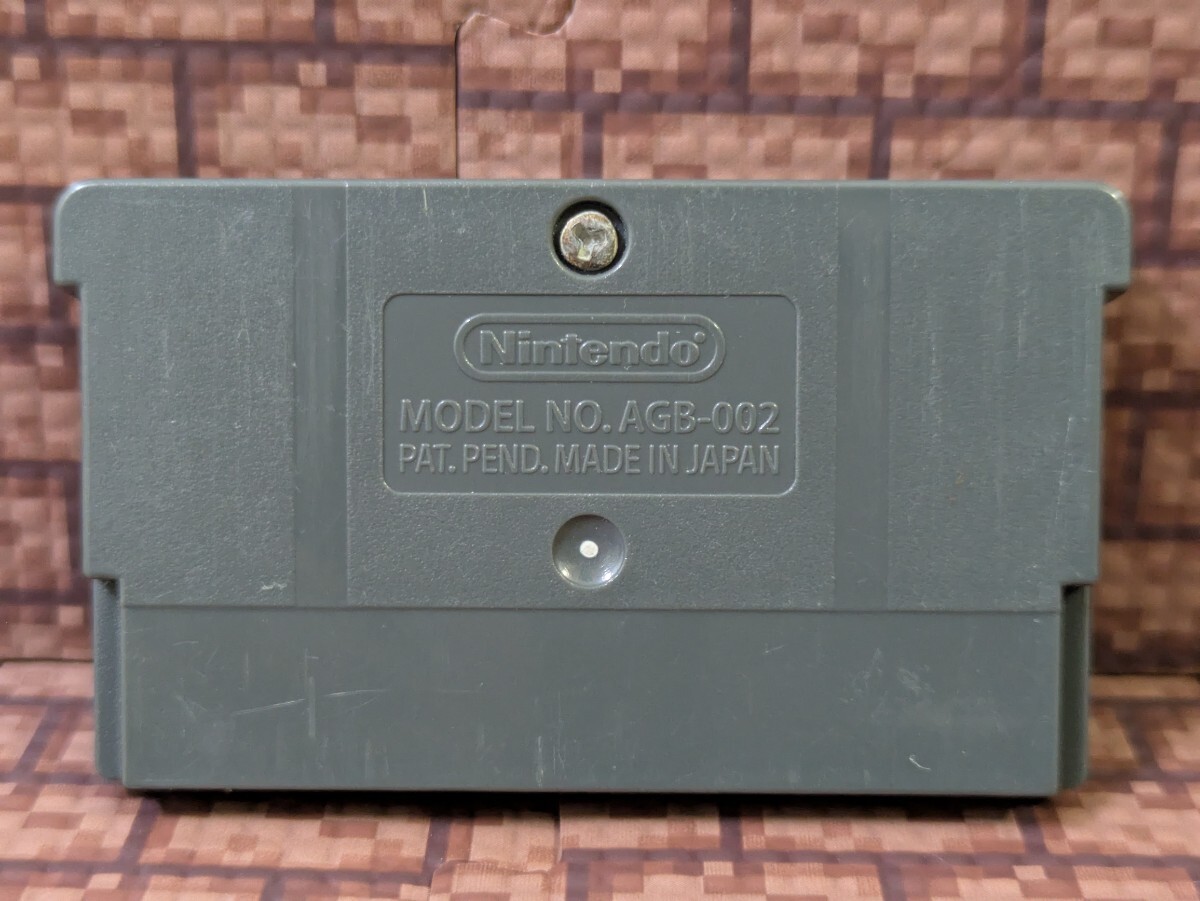 Nintendo
MODEL NO. AGB-002
PAT. PEND. MADE IN JAPAN